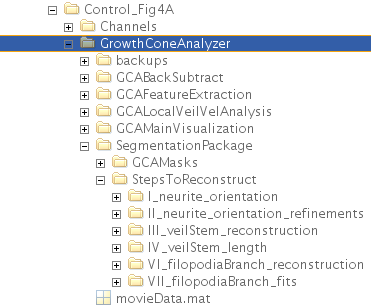 Control_Fig4A
Channels
GrowthConeAnalyzer
backups
GCABackSubtract
GCAFeatureExtraction
GCALocalVeilVelAnalysis
GCAMainVisualization
SegmentationPackage
GCAMasks
StepsToReconstruct
I_neurite_orientation
II_neurite_orientation_refinements
III_veilStem_reconstruction
IV_veilStem_length
VI_filopodiaBranch_reconstruction
VII_filopodiaBranch_fits
movieData.mat